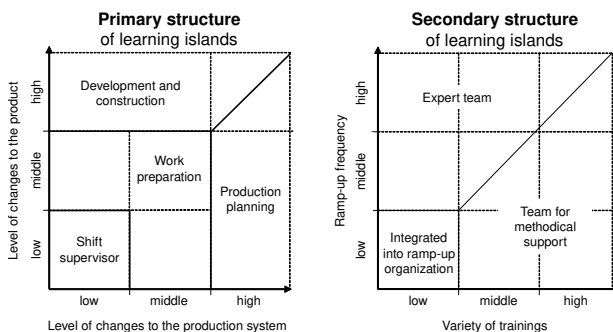 Primary structure
of learning islands
Level of changes to the product
high
middle
low
Development and
construction
Work
preparation
Production
planning
Shift
supervisor
low
middle
high
Level of changes to the production system
Secondary structure
of learning islands
Ramp-up frequency
high
middle
low
Expert team
Team for
methodical
support
Integrated
into ramp-up
organization
low
middle
high
Variety of trainings